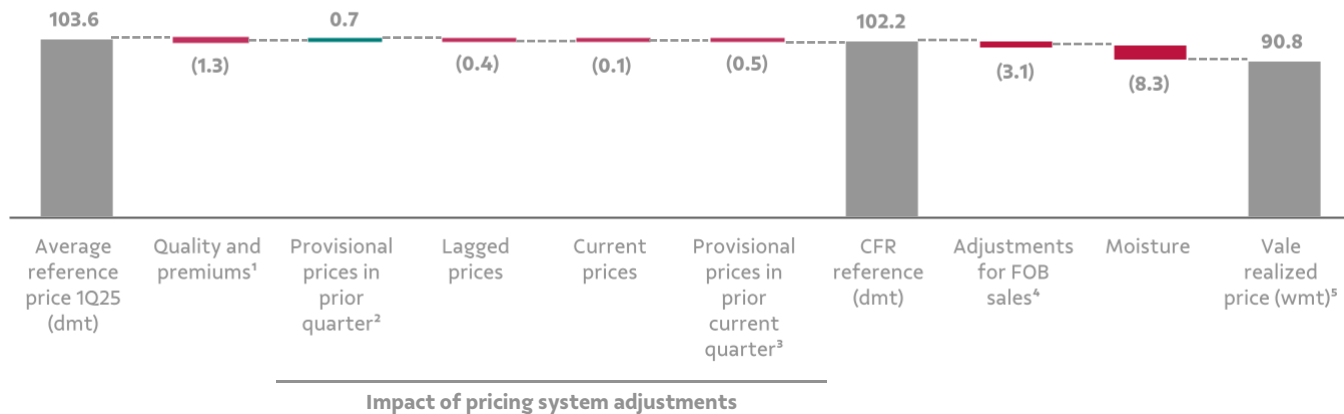 103.6
(1.3)
0.7
(0.4)
(0.1)
(0.5)
102.2
(3.1)
(8.3)
90.8
Average
reference
price 1Q25
(dmt)
Quality and
premiums¹
Provisional
prices in
prior
quarter²
Lagged
prices
Current
prices
Provisional
prices in
prior
current
quarter³
CFR
reference
(dmt)
Adjustments
for FOB
sales⁴
Moisture
Vale
realized
price (wmt)⁵
Impact of pricing system adjustments